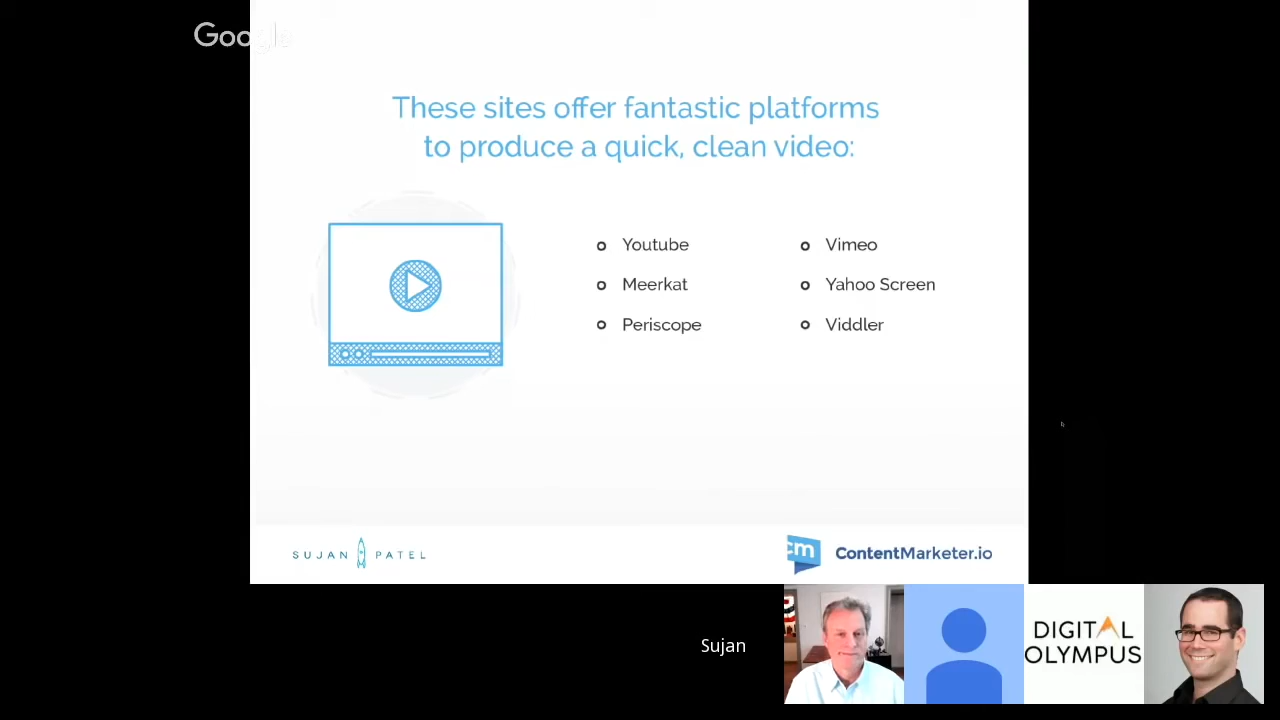 Google
These sites offer fantastic platforms
to produce a quick, clean video:
Youtube
Meerkat
Periscope
Vimeo
Yahoo Screen
Viddler
SUJAN PATEL
cm ContentMarketer.io
Sujan
DIGITAL
OLYMPUS